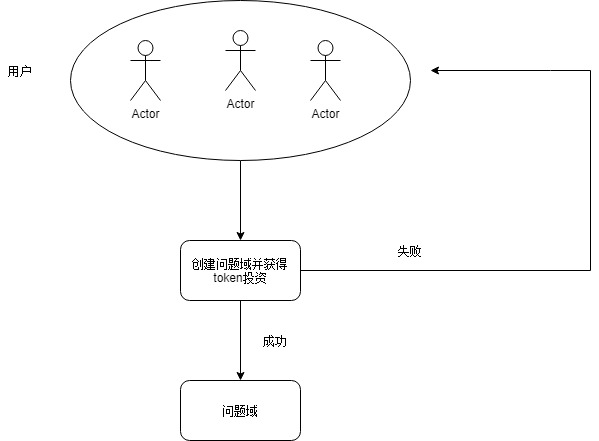 用户
Actor
Actor
Actor
创建问题域并获得
token投资
失败
成功
问题域